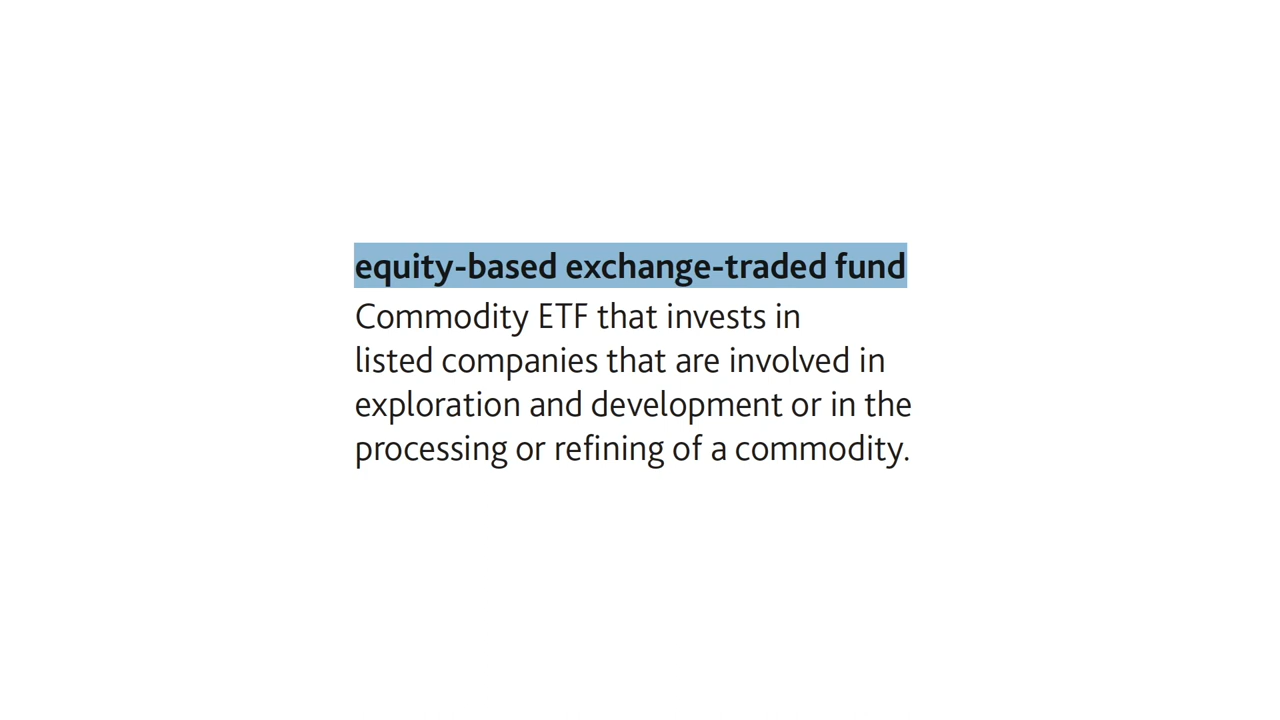 equity-based exchange-traded fund
Commodity ETF that invests in
listed companies that are involved in
exploration and development or in the
processing or refining of a commodity.